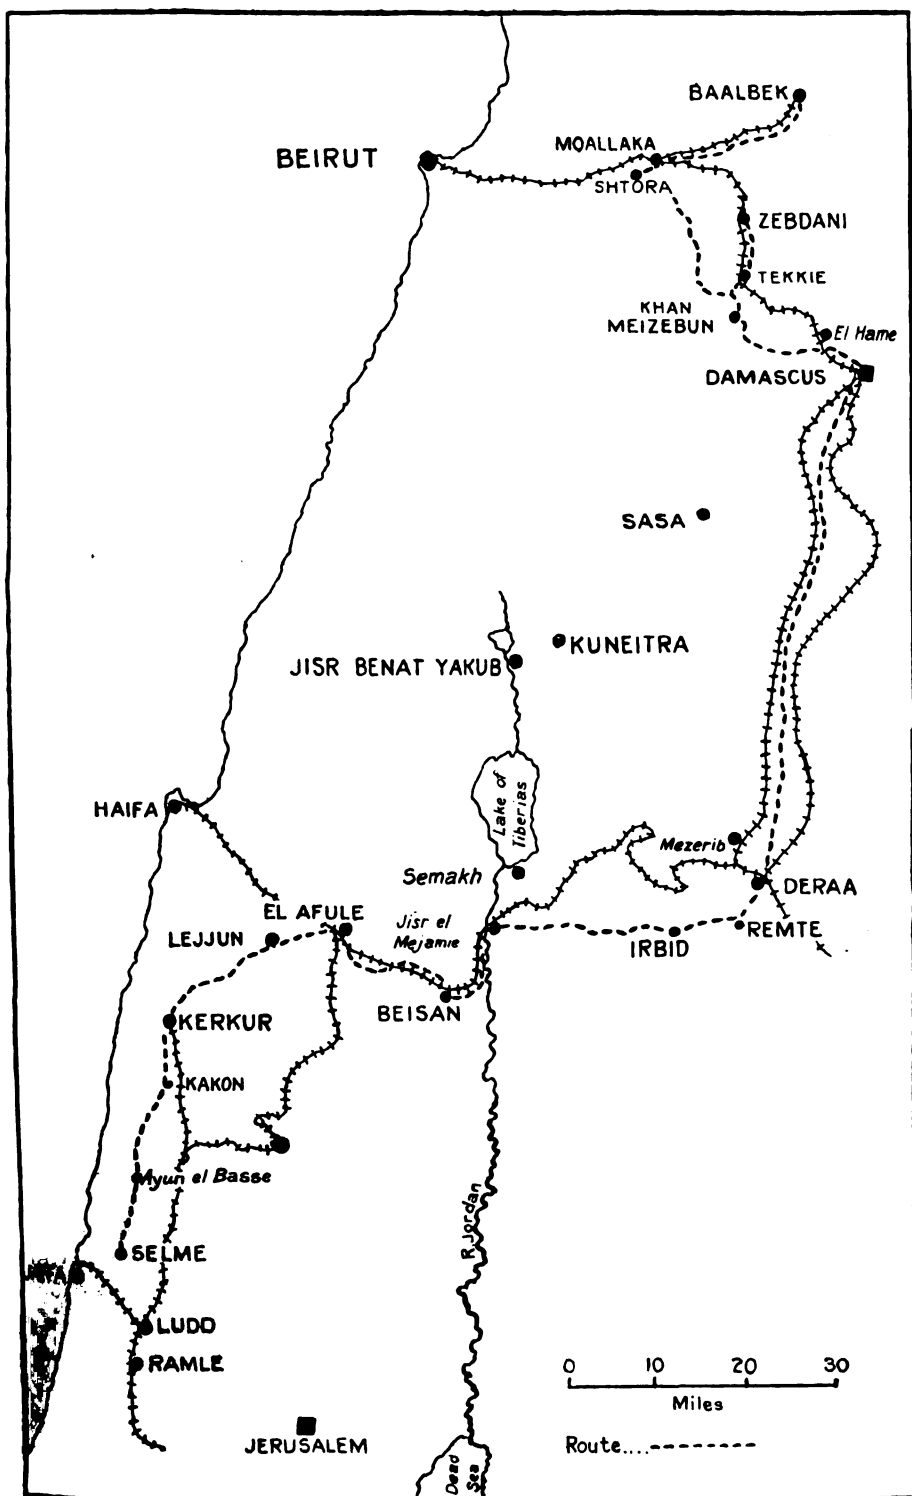 BAALBEK
MOALLAKA
BEIRUT
SHTORA
ZEBDANI
TEKKIE
KHAN
MEIZEBUN
El Hame
DAMASCUS
SASA
KUNEITRA
JISR BENAT YAKUB
Lake of
Tiberias
HAIFA
Mezerib
Semakh
DERAA
EL AFULE
Jisr el
Mejamie
LEJJUN
REMTE
IRBID
BEISAN
KERKUR
KAKON
Ayun el Basse
R. Jordan
SELME
LUDD
RAMLE
0 10 20 30
Miles
JERUSALEM
Route....
Dead
Sea